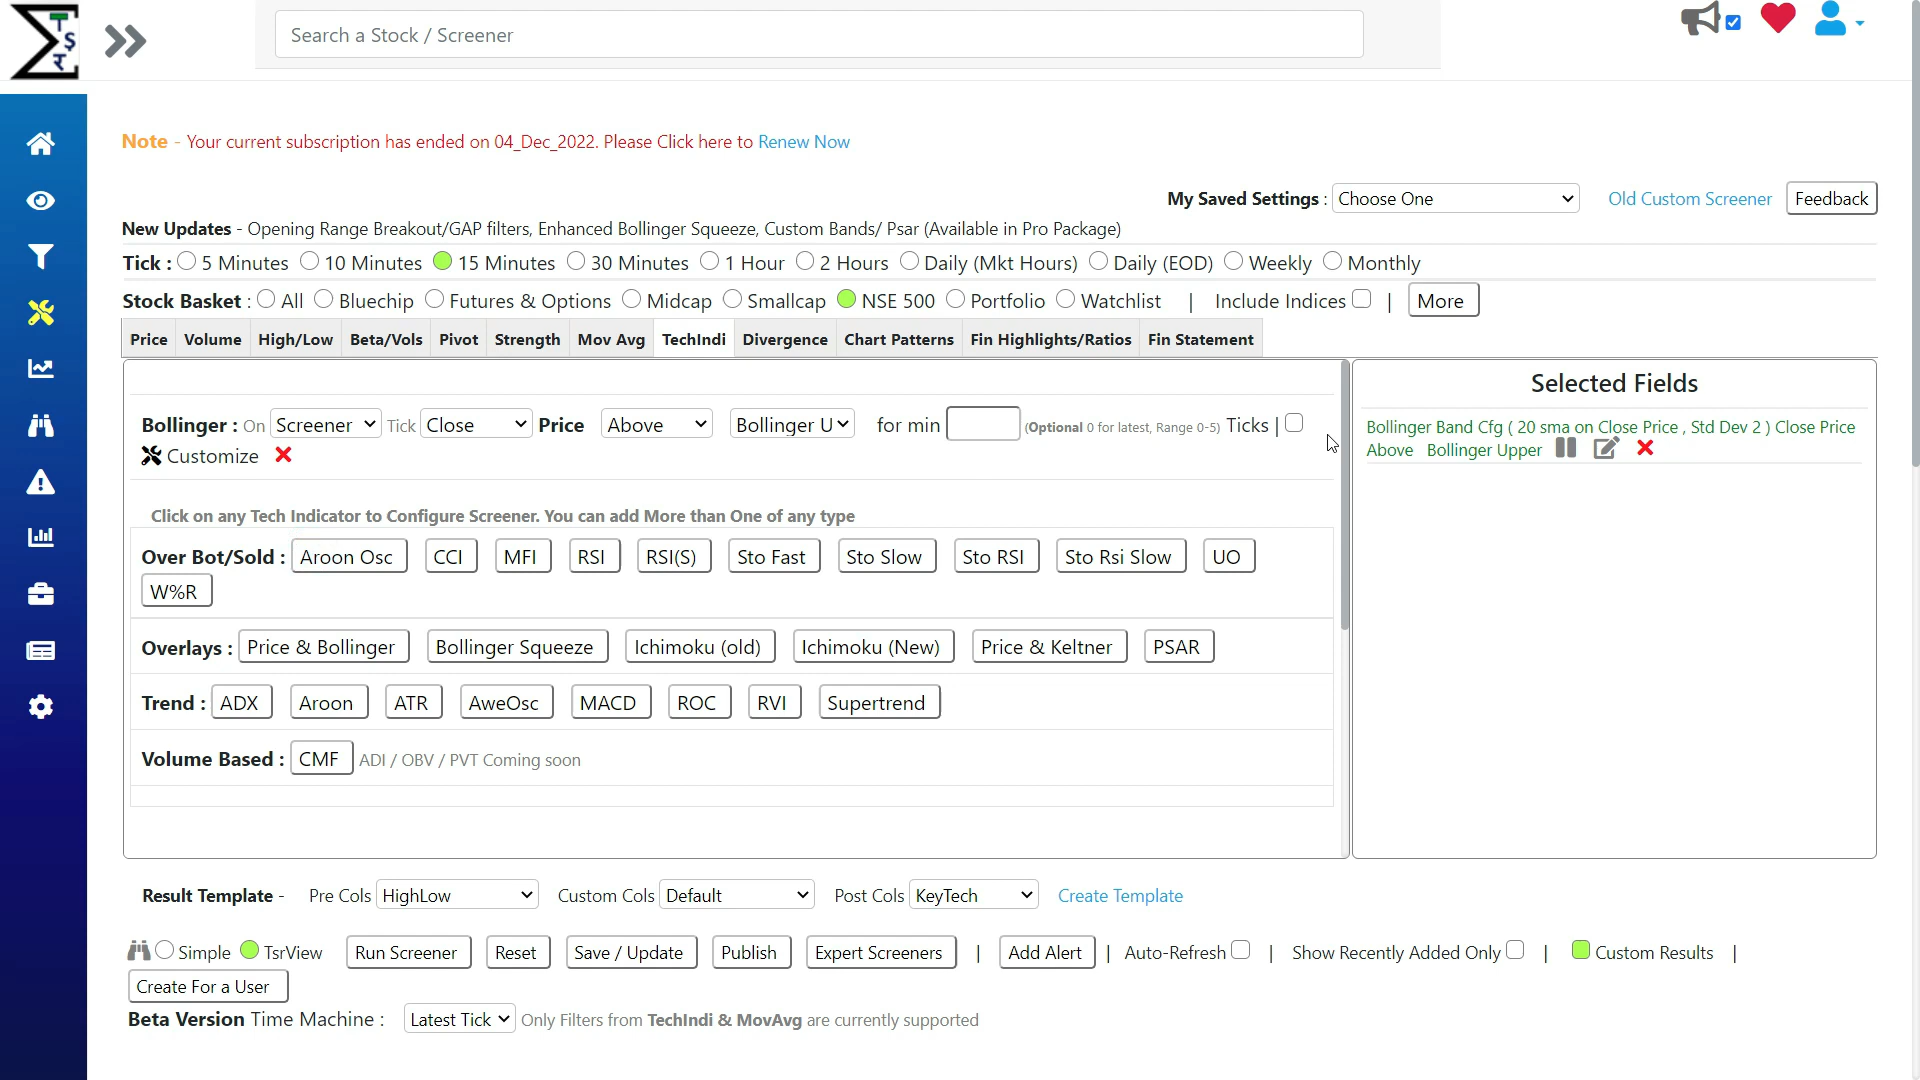 T
$
₹
Search a Stock / Screener
Note - Your current subscription has ended on 04_Dec_2022. Please Click here to Renew Now
My Saved Settings : Choose One Old Custom Screener Feedback
New Updates - Opening Range Breakout/GAP filters, Enhanced Bollinger Squeeze, Custom Bands/ Psar (Available in Pro Package)
Tick : 5 Minutes 10 Minutes 15 Minutes 30 Minutes 1 Hour 2 Hours Daily (Mkt Hours) Daily (EOD) Weekly Monthly
Stock Basket : All Bluechip Futures & Options Midcap Smallcap NSE 500 Portfolio Watchlist | Include Indices | More
Price Volume High/Low Beta/Vols Pivot Strength Mov Avg TechIndi Divergence Chart Patterns Fin Highlights/Ratios Fin Statement
Bollinger : On Screener Tick Close Price Above Bollinger U for min (Optional 0 for latest, Range 0-5) Ticks |
Customize
Click on any Tech Indicator to Configure Screener. You can add More than One of any type
Over Bot/Sold : Aroon Osc CCI MFI RSI RSI(S) Sto Fast Sto Slow Sto RSI Sto Rsi Slow UO
W%R
Overlays : Price & Bollinger Bollinger Squeeze Ichimoku (old) Ichimoku (New) Price & Keltner PSAR
Trend : ADX Aroon ATR AweOsc MACD ROC RVI Supertrend
Volume Based : CMF ADI / OBV / PVT Coming soon
Selected Fields
Bollinger Band Cfg ( 20 sma on Close Price , Std Dev 2 ) Close Price
Above Bollinger Upper
Result Template - Pre Cols HighLow Custom Cols Default Post Cols KeyTech Create Template
Simple TsrView Run Screener Reset Save / Update Publish Expert Screeners | Add Alert | Auto-Refresh | Show Recently Added Only | Custom Results |
Create For a User
Beta Version Time Machine : Latest Tick Only Filters from TechIndi & MovAvg are currently supported